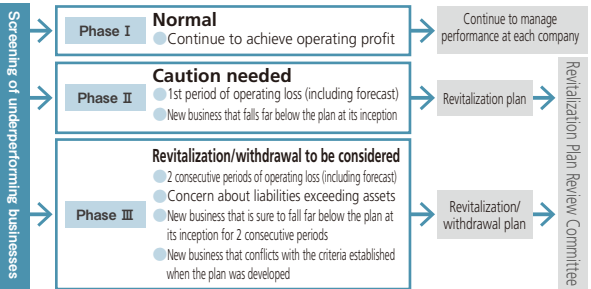 Screening of underperforming businesses
Phase Ⅰ
Normal
Continue to achieve operating profit
Continue to manage
performance at each company
Phase Ⅱ
Caution needed
1st period of operating loss (including forecast)
New business that falls far below the plan at its inception
Revitalization plan
Phase Ⅲ
Revitalization/withdrawal to be considered
2 consecutive periods of operating loss (including forecast)
Concern about liabilities exceeding assets
New business that is sure to fall far below the plan at
its inception for 2 consecutive periods
New business that conflicts with the criteria established
when the plan was developed
Revitalization/
withdrawal plan
Revitalization Plan Review Committee